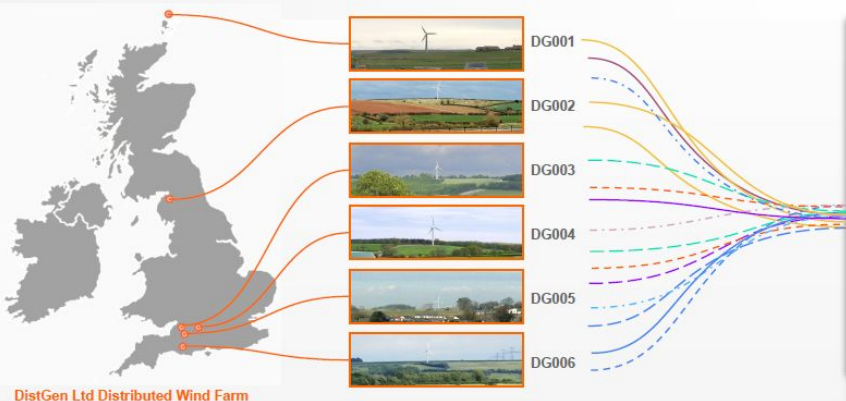 DG001
DG002
DG003
DG004
DG005
DG006
DistGen Ltd Distributed Wind Farm